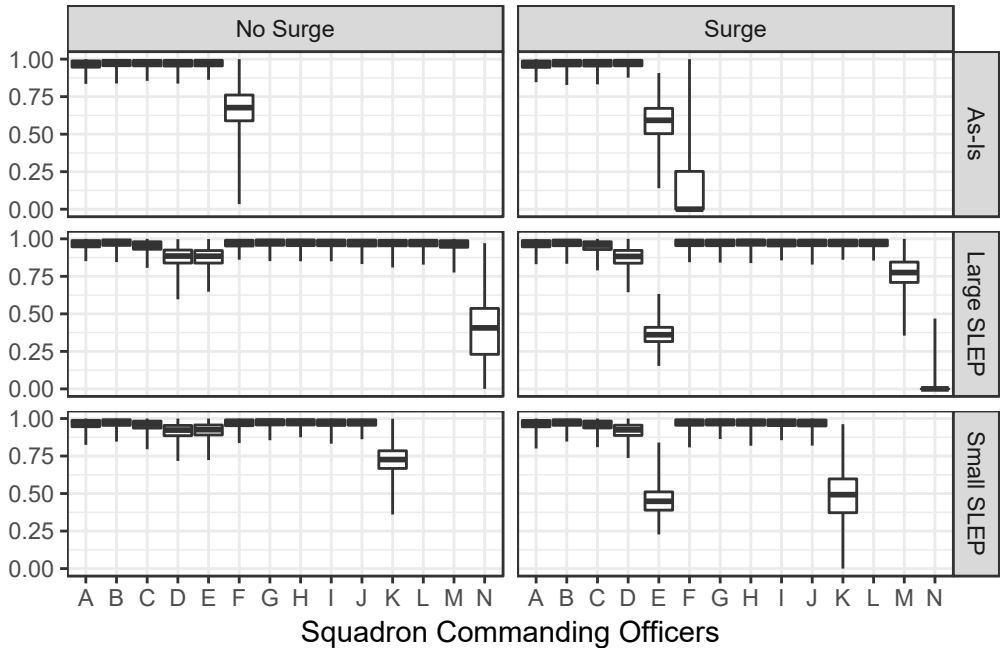 No Surge Surge
1.00
0.75
0.50
0.25
0.00
As-Is
1.00
0.75
0.50
0.25
0.00
Large SLEP
1.00
0.75
0.50
0.25
0.00
Small SLEP
A B C D E F G H I J K L M N A B C D E F G H I J K L M N
Squadron Commanding Officers